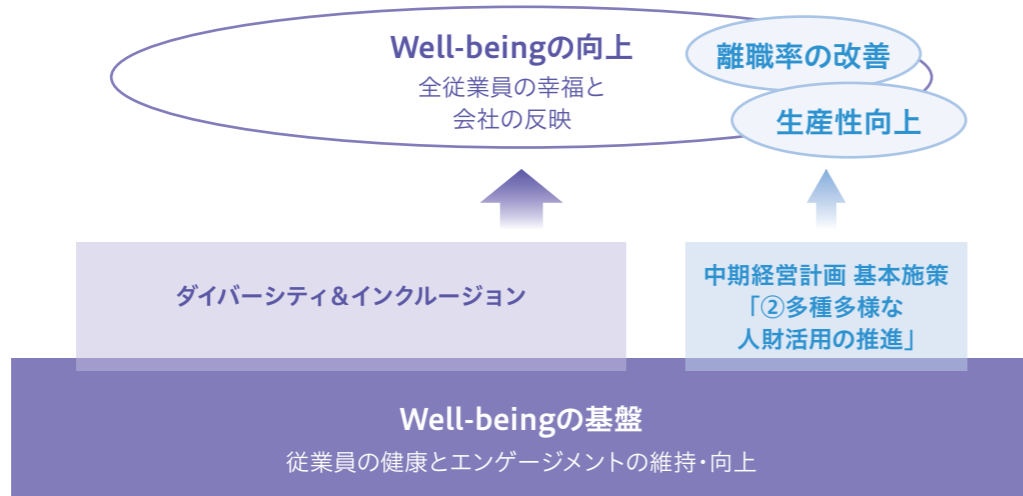 Well-beingの向上
全従業員の幸福と
会社の反映
離職率の改善
生産性向上
ダイバーシティ&インクルージョン
中期経営計画 基本施策
「②多種多様な
人財活用の推進」
Well-beingの基盤
従業員の健康とエンゲージメントの維持・向上